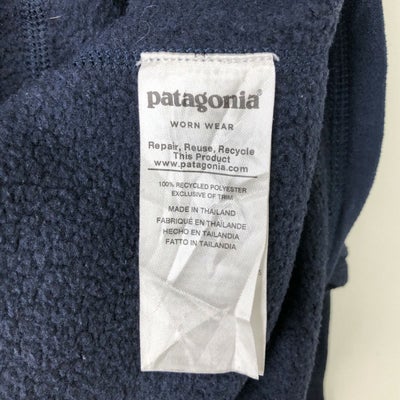 patagonia®
WORN WEAR
Repair, Reuse, Recycle
This Product
www.patagonia.com
100% RECYCLED POLYESTER
EXCLUSIVE OF TRIM
MADE IN THAILAND
FABRIQUÉ EN THAÏLANDE
HECHO EN TAILANDIA
FATTO IN TAILANDIA